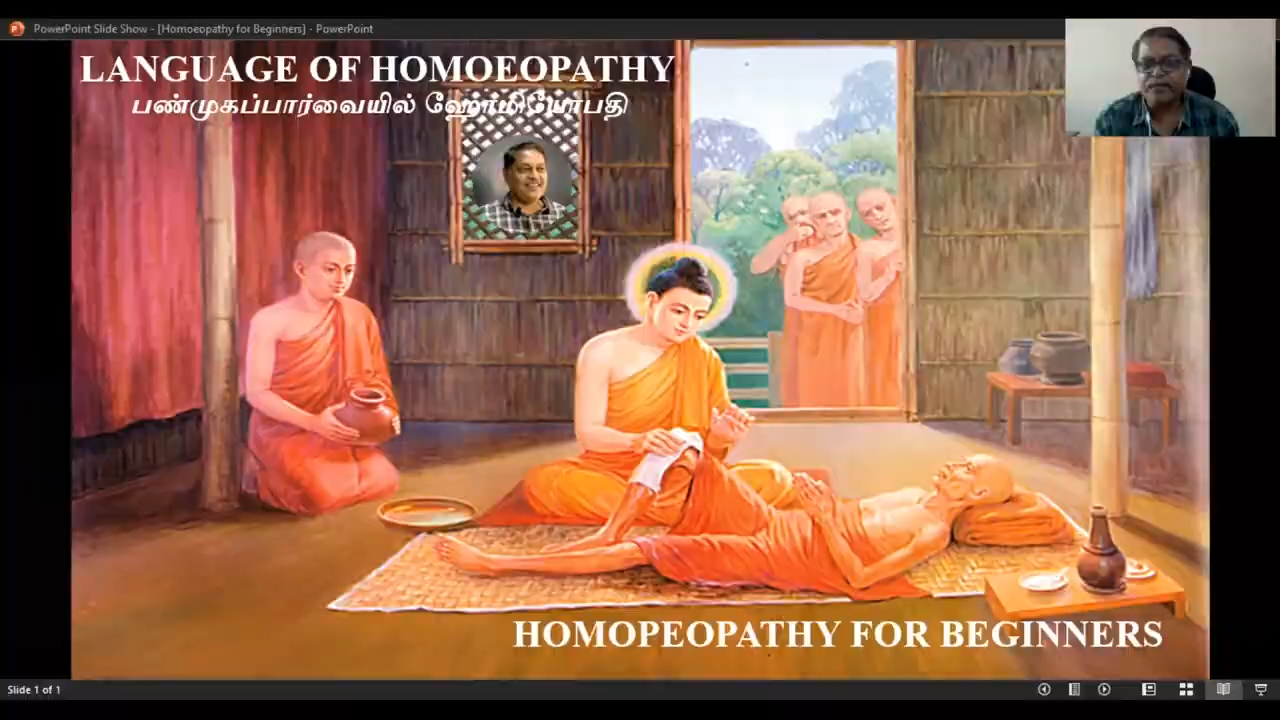 PowerPoint Slide Show - [Homoeopathy for Beginners] - PowerPoint
LANGUAGE OF HOMOEOPATHY
பண்முகப்பார்வையில் ஹோமியோபதி
HOMOPEOPATHY FOR BEGINNERS
Slide 1 of 1